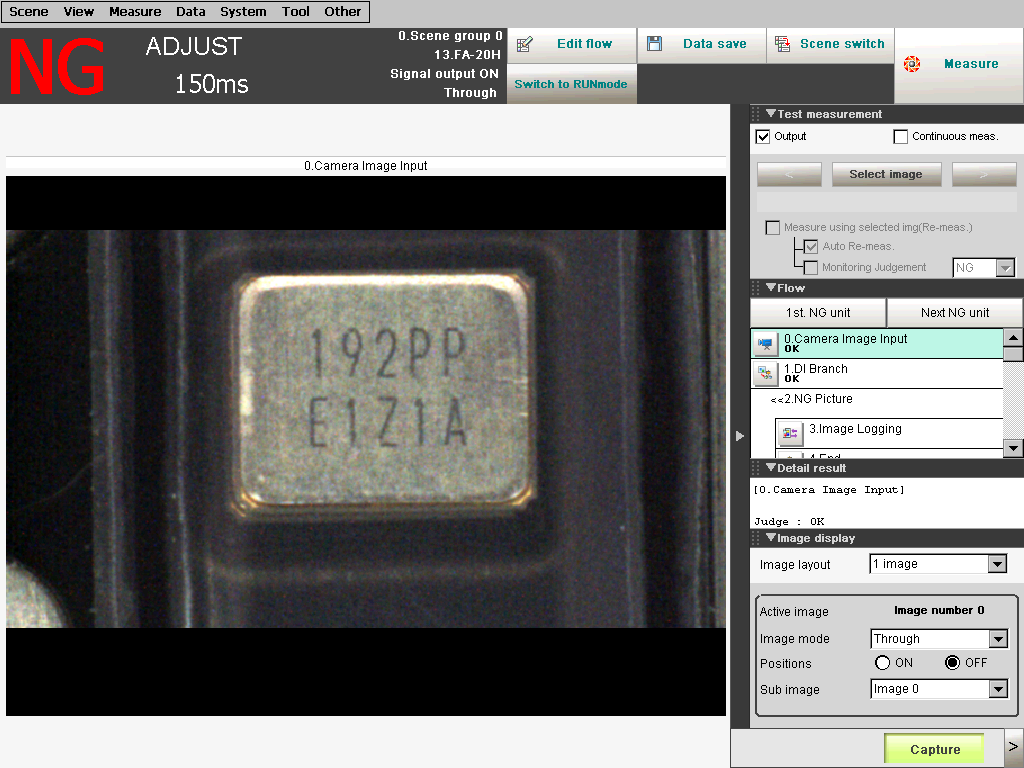 Scene View Measure Data System Tool Other
NG
ADJUST
150ms
0.Scene group 0
13.FA-20H
Signal output ON
Through
Edit flow
Data save
Scene switch
Switch to RUNmode
Measure
0.Camera Image Input
192PP
E1Z1A
Test measurement
Output
Continuous meas.
< Select image >
Measure using selected img(Re-meas.)
Auto Re-meas.
Monitoring Judgement NG
Flow
1st. NG unit Next NG unit
0.Camera Image Input
OK
1.DI Branch
OK
<<2.NG Picture
3.Image Logging
4.End
Detail result
[0.Camera Image Input]
Judge : OK
Image display
Image layout 1 image
Active image Image number 0
Image mode Through
Positions ON OFF
Sub image Image 0
Capture >